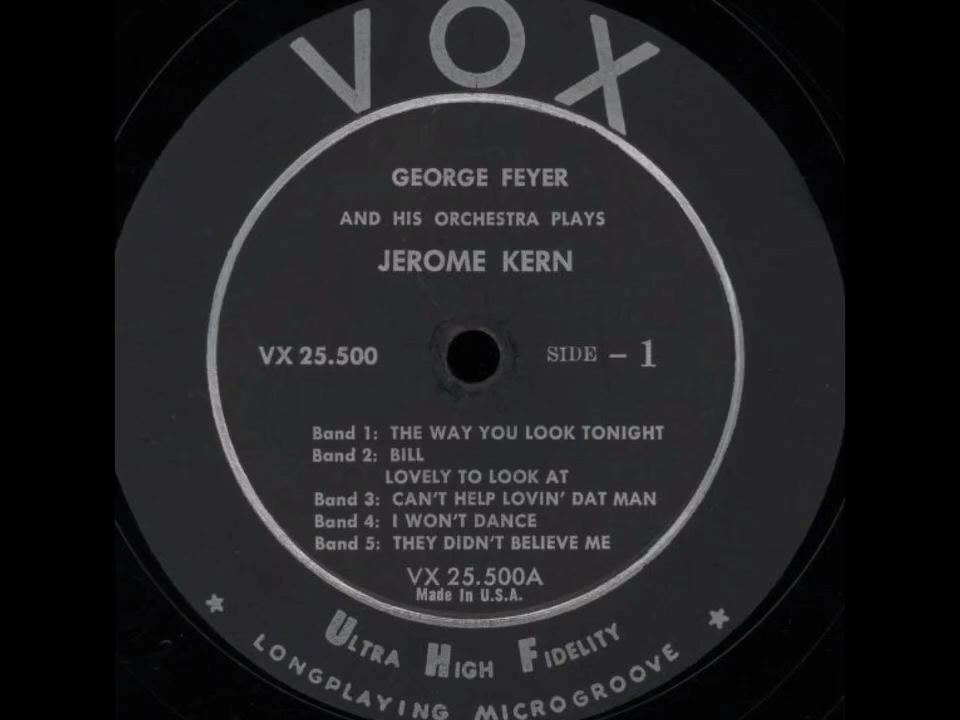 VOX
GEORGE FEYER
AND HIS ORCHESTRA PLAYS
JEROME KERN
VX 25.500
SIDE – 1
Band 1: THE WAY YOU LOOK TONIGHT
Band 2: BILL
LOVELY TO LOOK AT
Band 3: CAN'T HELP LOVIN' DAT MAN
Band 4: I WON'T DANCE
Band 5: THEY DIDN'T BELIEVE ME
VX 25.500A
Made In U.S.A.
ULTRA HIGH FIDELITY
LONGPLAYING MICROGROOVE